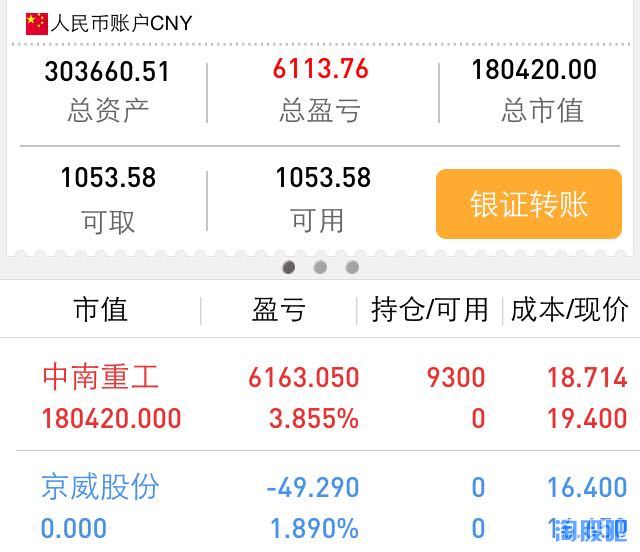 人民币账户CNY
303660.51 6113.76 180420.00
总资产 总盈亏 总市值
1053.58 1053.58 银证转账
可取 可用
市值 盈亏 持仓/可用 成本/现价
中南重工 6163.050 9300 18.714
180420.000 3.855% 0 19.400
京威股份 -49.290 0 16.400
0.000 1.890% 0
淘股吧